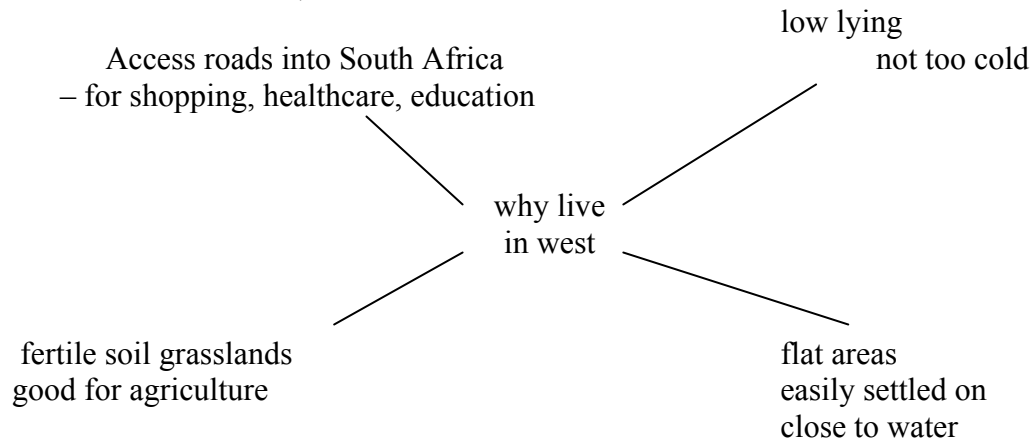 low lying
not too cold
Access roads into South Africa
– for shopping, healthcare, education
why live
in west
fertile soil grasslands
good for agriculture
flat areas
easily settled on
close to water